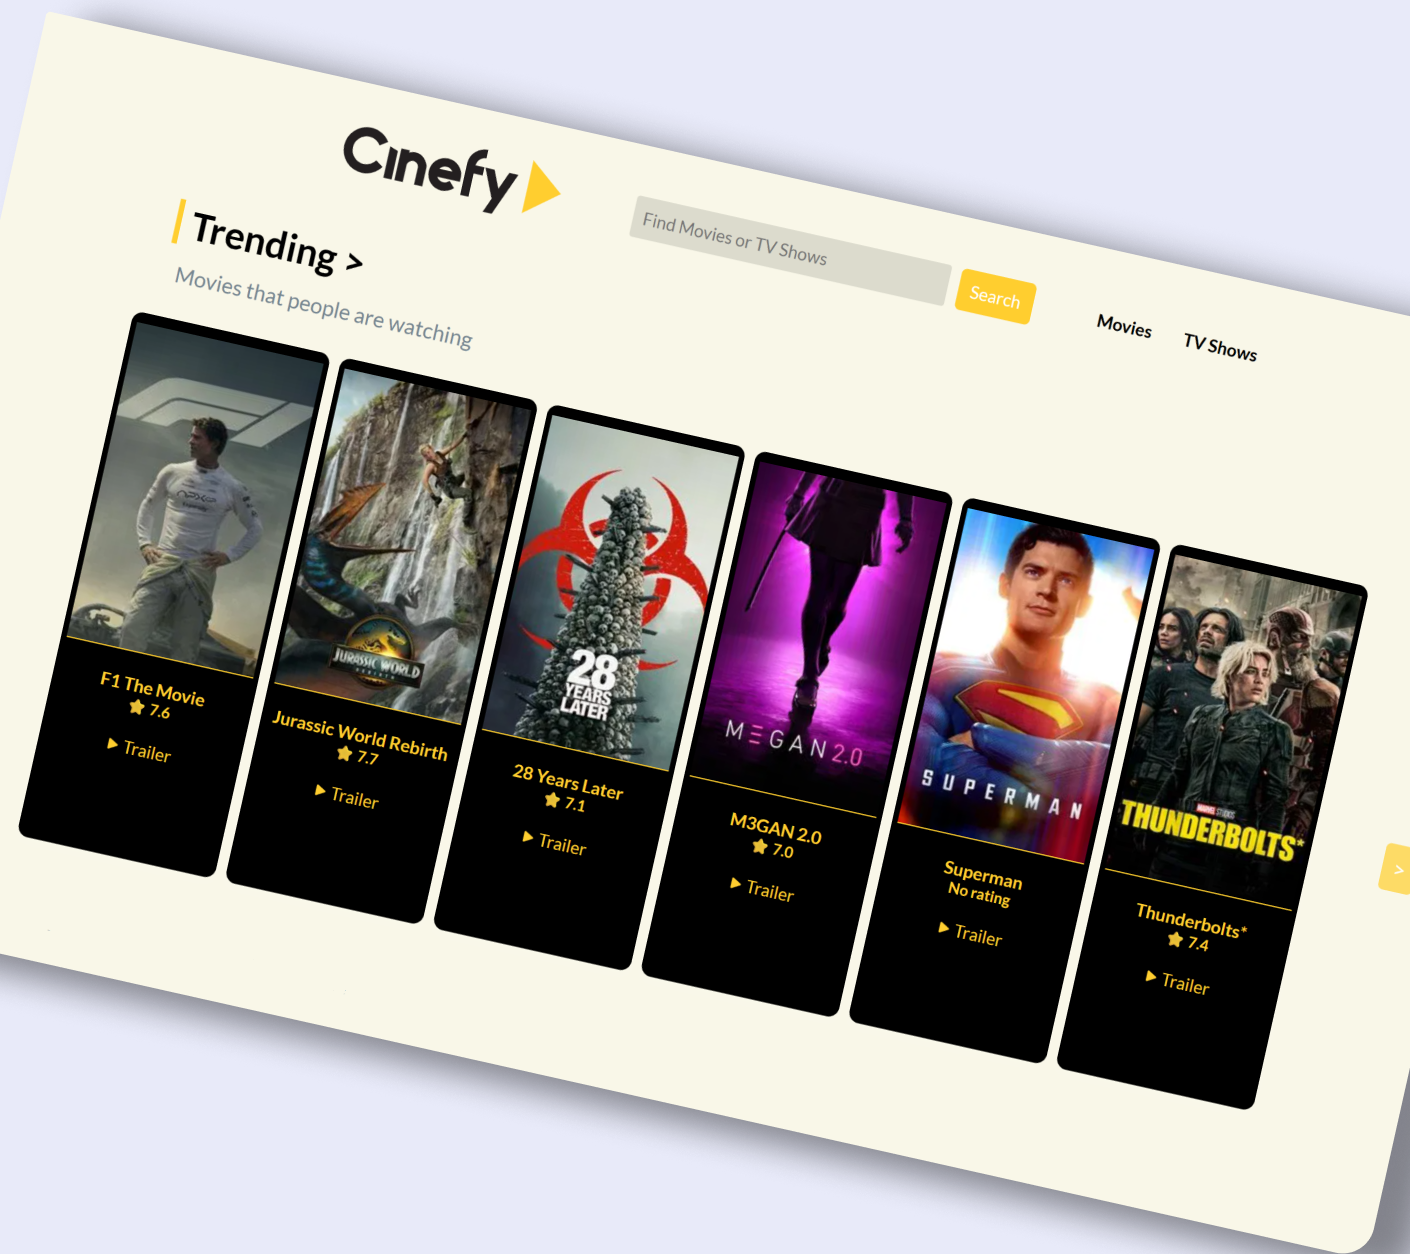 Cinefy
Find Movies or TV Shows
Search
Movies
TV Shows
Trending >
Movies that people are watching
JURASSIC WORLD
28
YEARS
LATER
M3GAN 2.0
SUPERMAN
MARVEL STUDIOS
THUNDERBOLTS*
F1 The Movie
7.6
Trailer
Jurassic World Rebirth
7.7
Trailer
28 Years Later
7.1
Trailer
M3GAN 2.0
7.0
Trailer
Superman
No rating
Trailer
Thunderbolts*
7.4
Trailer
>